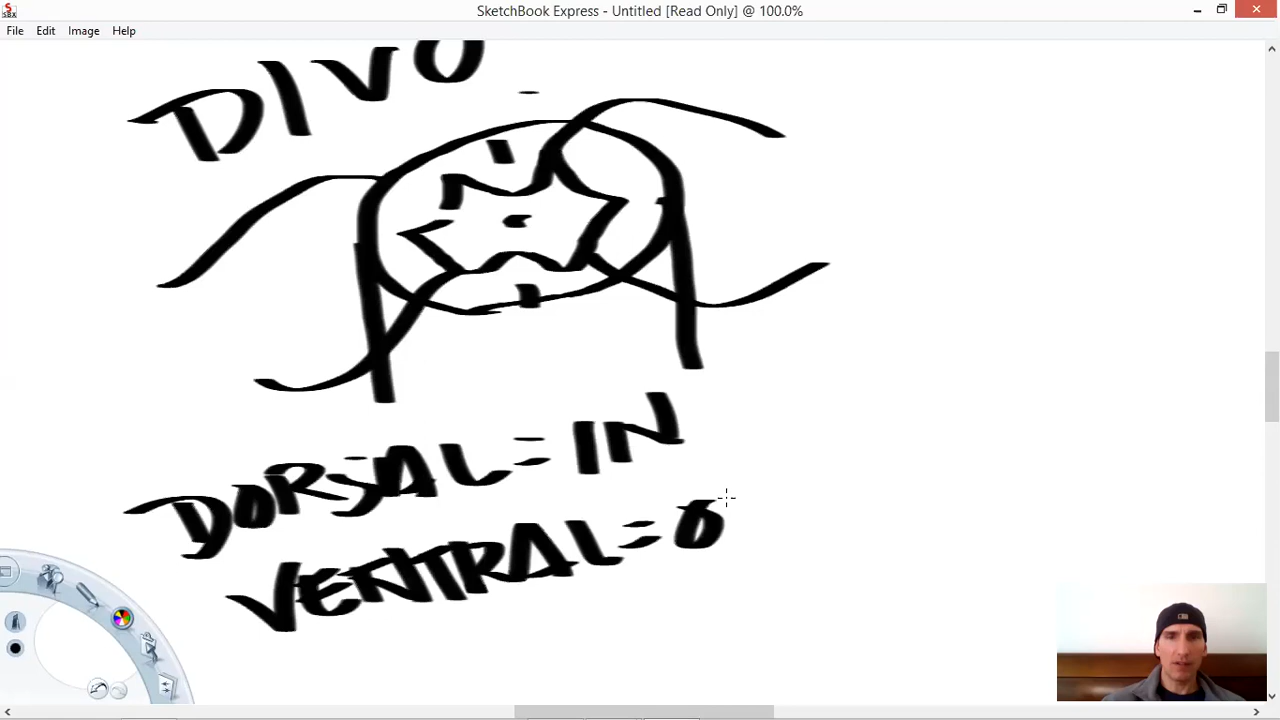 SketchBook Express - Untitled [Read Only] @ 100.0%
File Edit Image Help
DIVO
DORSAL = IN
VENTRAL = O